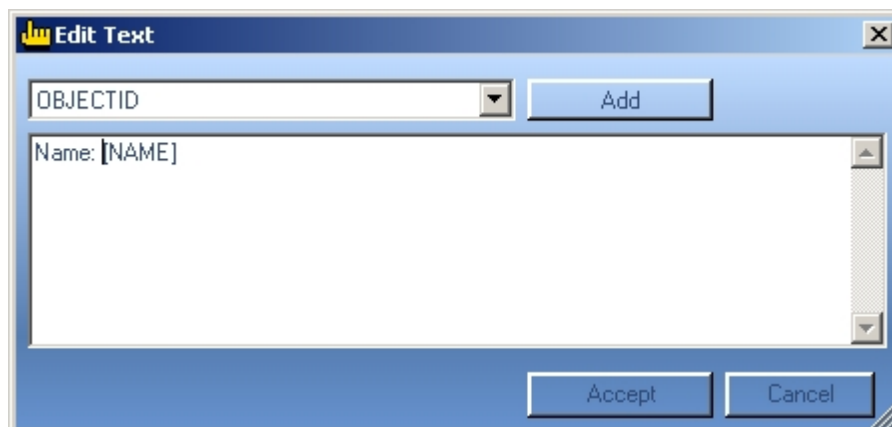 Edit Text
OBJECTID
Add
Name: [NAME]
Accept
Cancel